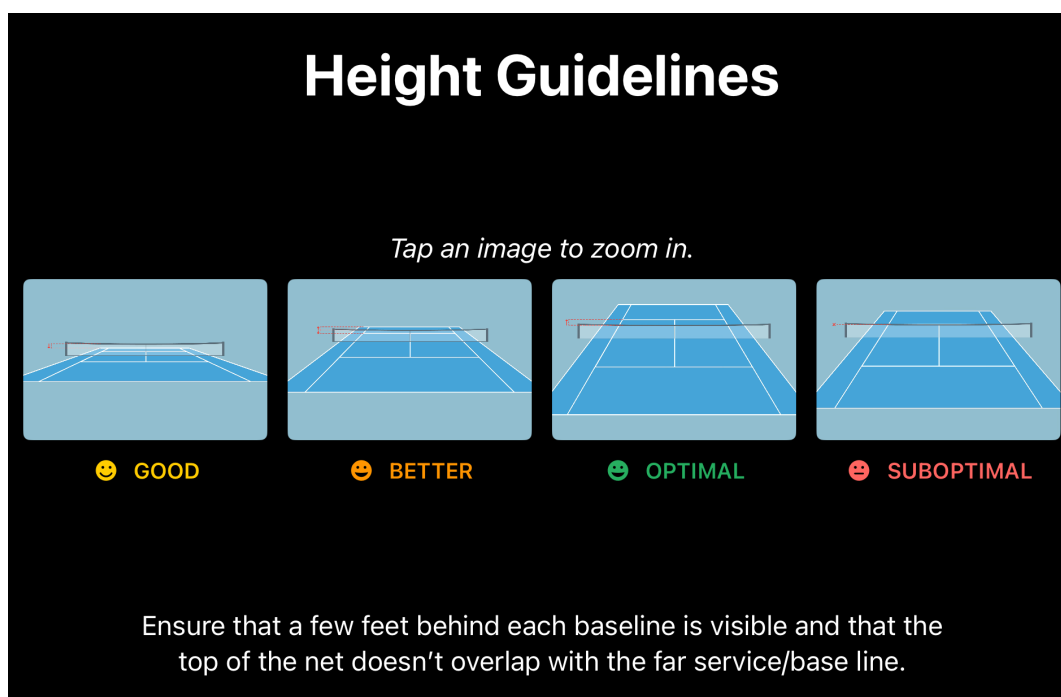 Height Guidelines
Tap an image to zoom in.
GOOD
BETTER
OPTIMAL
SUBOPTIMAL
Ensure that a few feet behind each baseline is visible and that the
top of the net doesn’t overlap with the far service/base line.